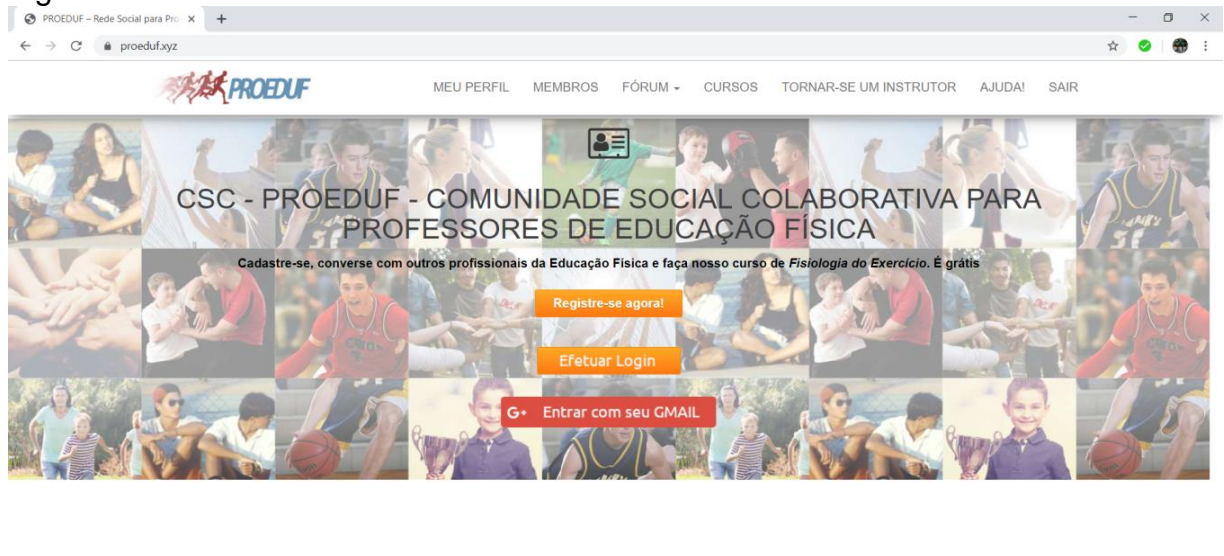 PROEDUF – Rede Social para Pro
proeduf.xyz
PROEDUF
MEU PERFIL MEMBROS FÓRUM CURSOS TORNAR-SE UM INSTRUTOR AJUDA! SAIR
CSC - PROEDUF - COMUNIDADE SOCIAL COLABORATIVA PARA
PROFESSORES DE EDUCAÇÃO FÍSICA
Cadastre-se, converse com outros profissionais da Educação Física e faça nosso curso de Fisiologia do Exercício. É grátis
Registre-se agora!
Efetuar Login
G+ Entrar com seu GMAIL